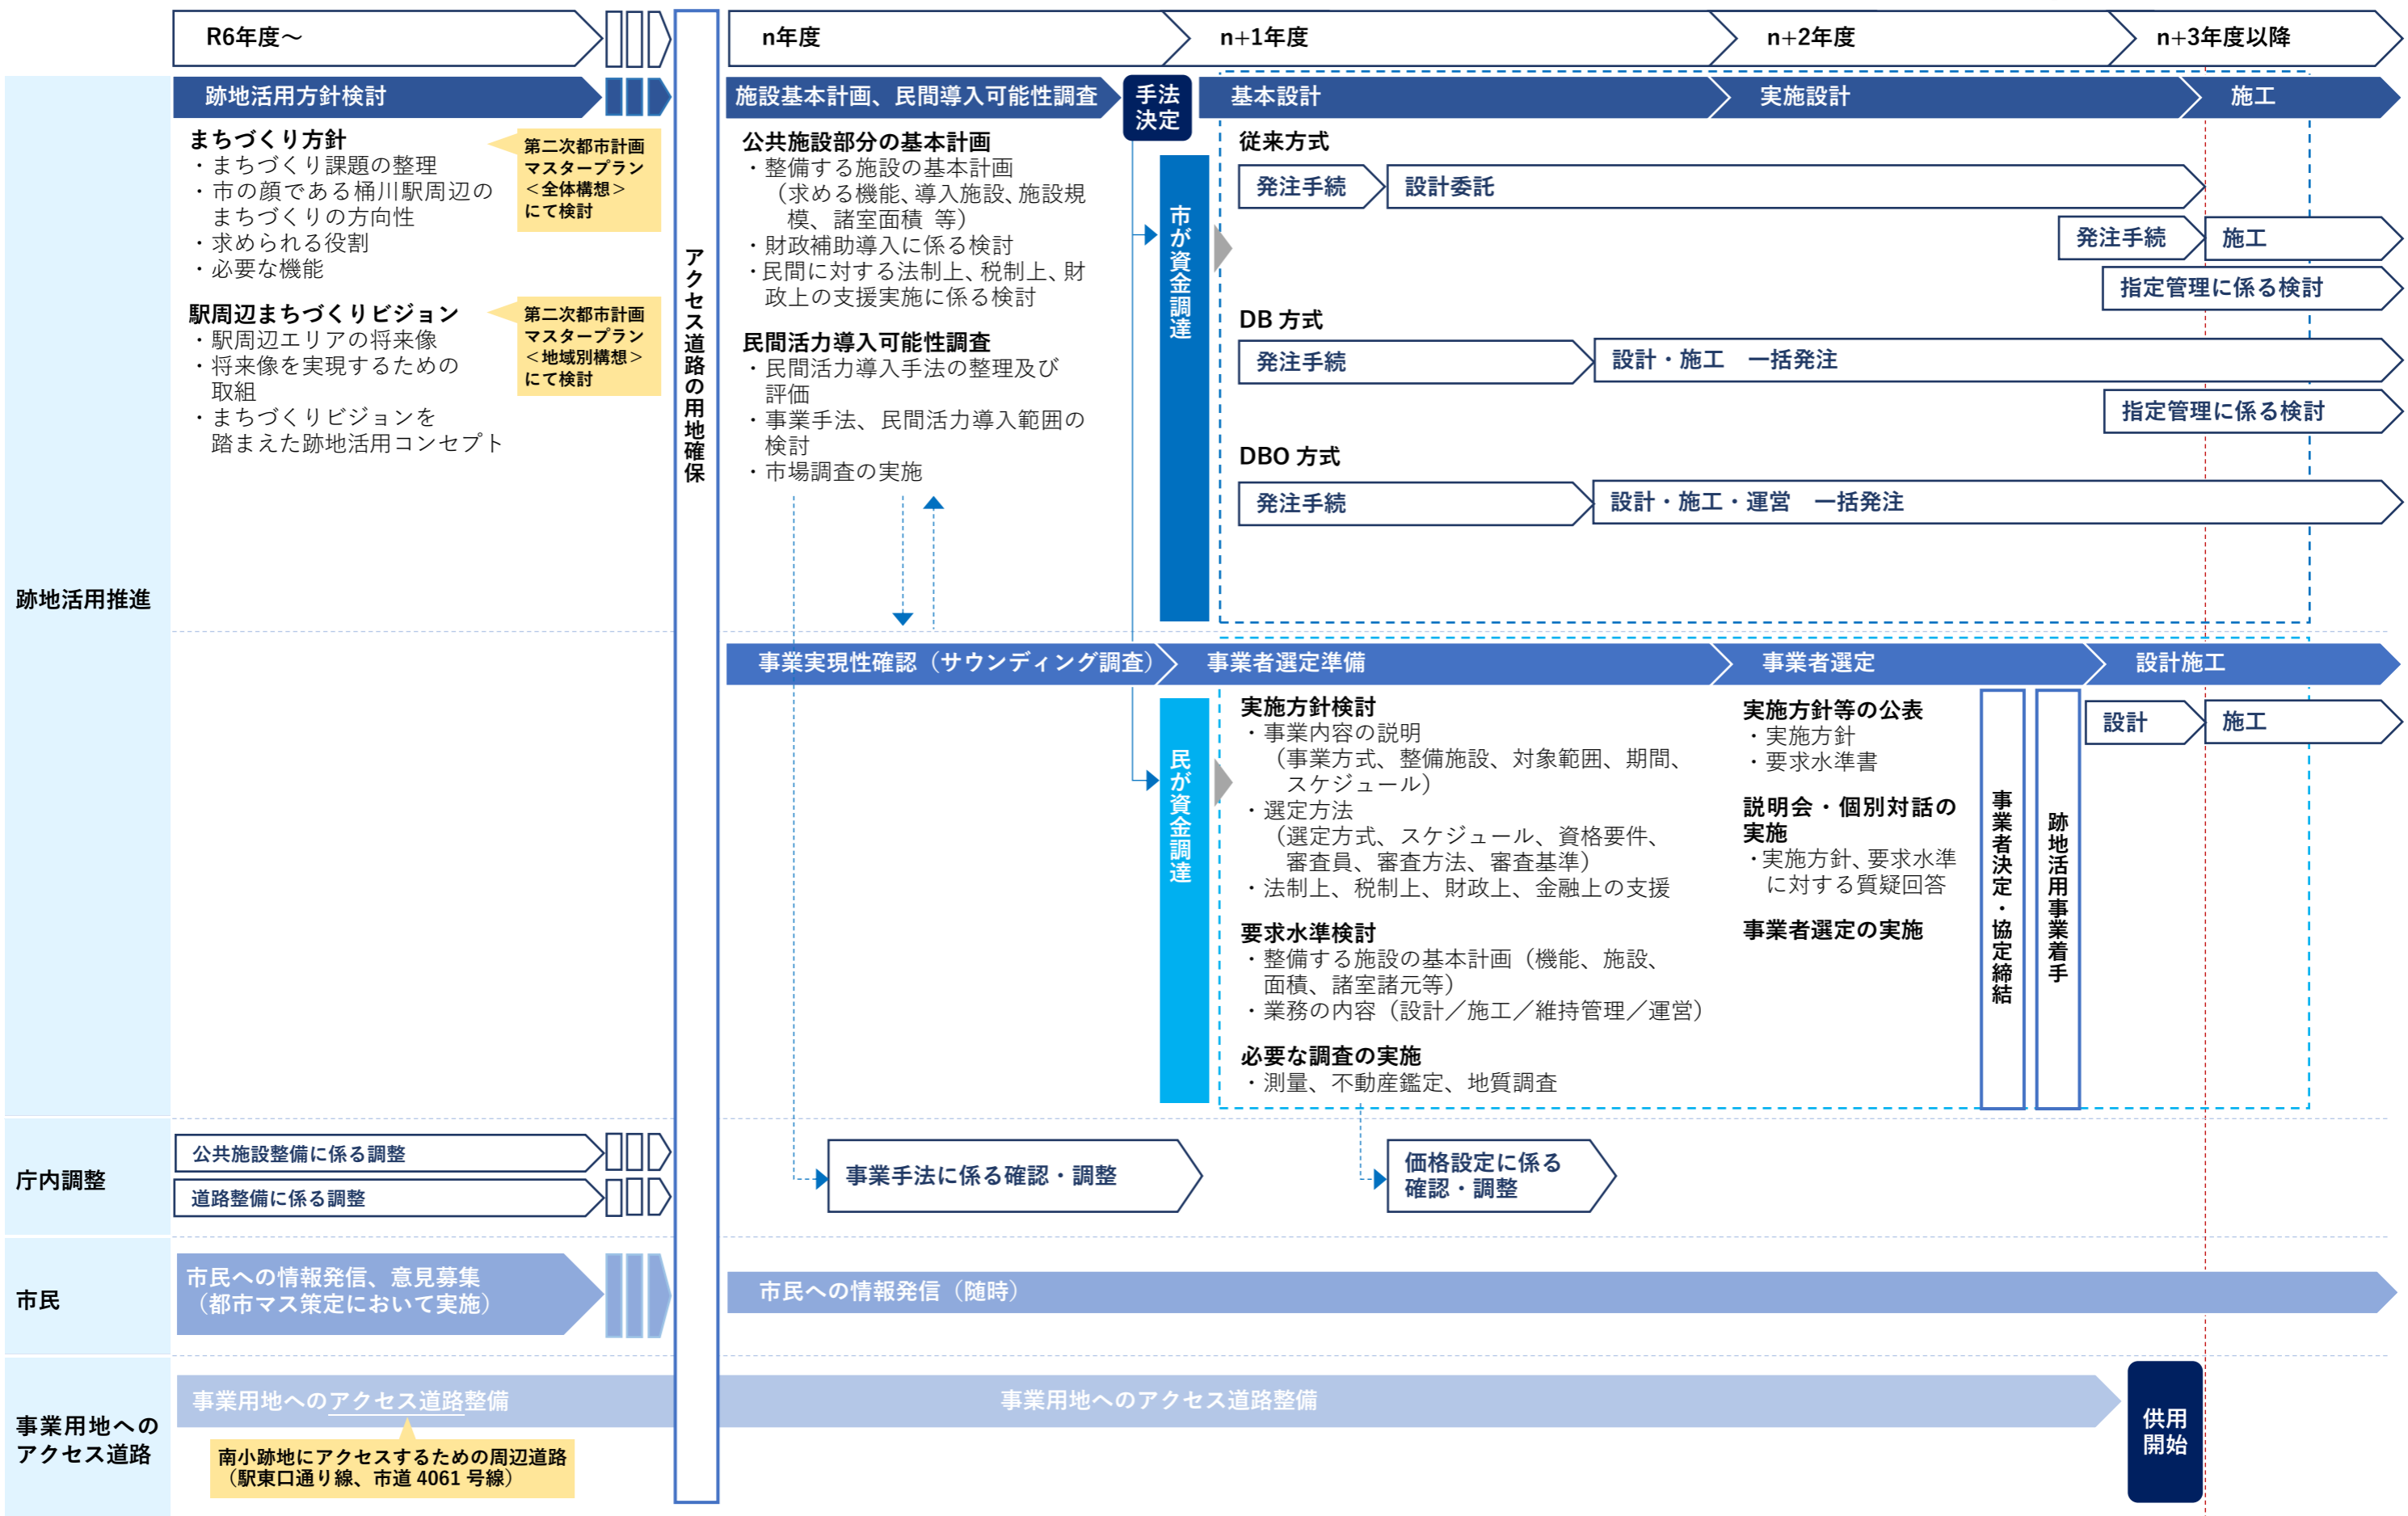 R6年度～
n年度
n+1年度
n+2年度
n+3年度以降
跡地活用推進
跡地活用方針検討
まちづくり方針
・まちづくり課題の整理
・市の顔である桶川駅周辺の
まちづくりの方向性
・求められる役割
・必要な機能
第二次都市計画
マスタープラン
＜全体構想＞
にて検討
駅周辺まちづくりビジョン
・駅周辺エリアの将来像
・将来像を実現するための
取組
・まちづくりビジョンを
踏まえた跡地活用コンセプト
第二次都市計画
マスタープラン
＜地域別構想＞
にて検討
アクセス道路の用地確保
施設基本計画、民間導入可能性調査
公共施設部分の基本計画
・整備する施設の基本計画
（求める機能、導入施設、施設規
模、諸室面積 等）
・財政補助導入に係る検討
・民間に対する法制上、税制上、財
政上の支援実施に係る検討
民間活力導入可能性調査
・民間活力導入手法の整理及び
評価
・事業手法、民間活力導入範囲の
検討
・市場調査の実施
手法
決定
市が資金調達
基本設計
実施設計
施工
従来方式
発注手続
設計委託
発注手続
施工
指定管理に係る検討
DB 方式
発注手続
設計・施工　一括発注
指定管理に係る検討
DBO 方式
発注手続
設計・施工・運営　一括発注
事業実現性確認（サウンディング調査）
事業者選定準備
事業者選定
設計施工
民が資金調達
実施方針検討
・事業内容の説明
（事業方式、整備施設、対象範囲、期間、
スケジュール）
・選定方法
（選定方式、スケジュール、資格要件、
審査員、審査方法、審査基準）
・法制上、税制上、財政上、金融上の支援
要求水準検討
・整備する施設の基本計画（機能、施設、
面積、諸室諸元等）
・業務の内容（設計／施工／維持管理／運営）
必要な調査の実施
・測量、不動産鑑定、地質調査
実施方針等の公表
・実施方針
・要求水準書
説明会・個別対話の
実施
・実施方針、要求水準
に対する質疑回答
事業者選定の実施
事業者決定・協定締結
跡地活用事業着手
設計
施工
庁内調整
公共施設整備に係る調整
道路整備に係る調整
事業手法に係る確認・調整
価格設定に係る
確認・調整
市民
市民への情報発信、意見募集
（都市マス策定において実施）
市民への情報発信（随時）
事業用地への
アクセス道路
事業用地へのアクセス道路整備
事業用地へのアクセス道路整備
南小跡地にアクセスするための周辺道路
（駅東口通り線、市道 4061 号線）
供用
開始